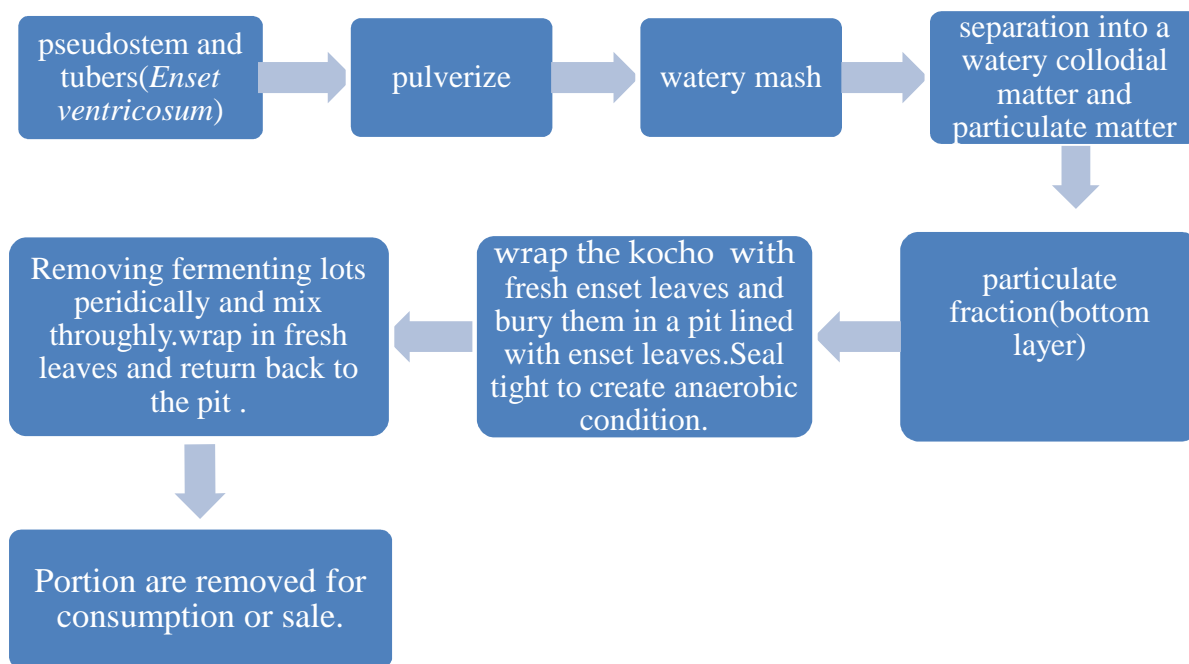 pseudostem and
tubers(Enset
ventricosum)
pulverize
watery mash
separation into a
watery collodial
matter and
particulate matter
particulate
fraction(bottom
layer)
wrap the kocho with
fresh enset leaves and
bury them in a pit lined
with enset leaves.Seal
tight to create anaerobic
condition.
Removing fermenting lots
peridically and mix
throughly.wrap in fresh
leaves and return back to
the pit .
Portion are removed for
consumption or sale.